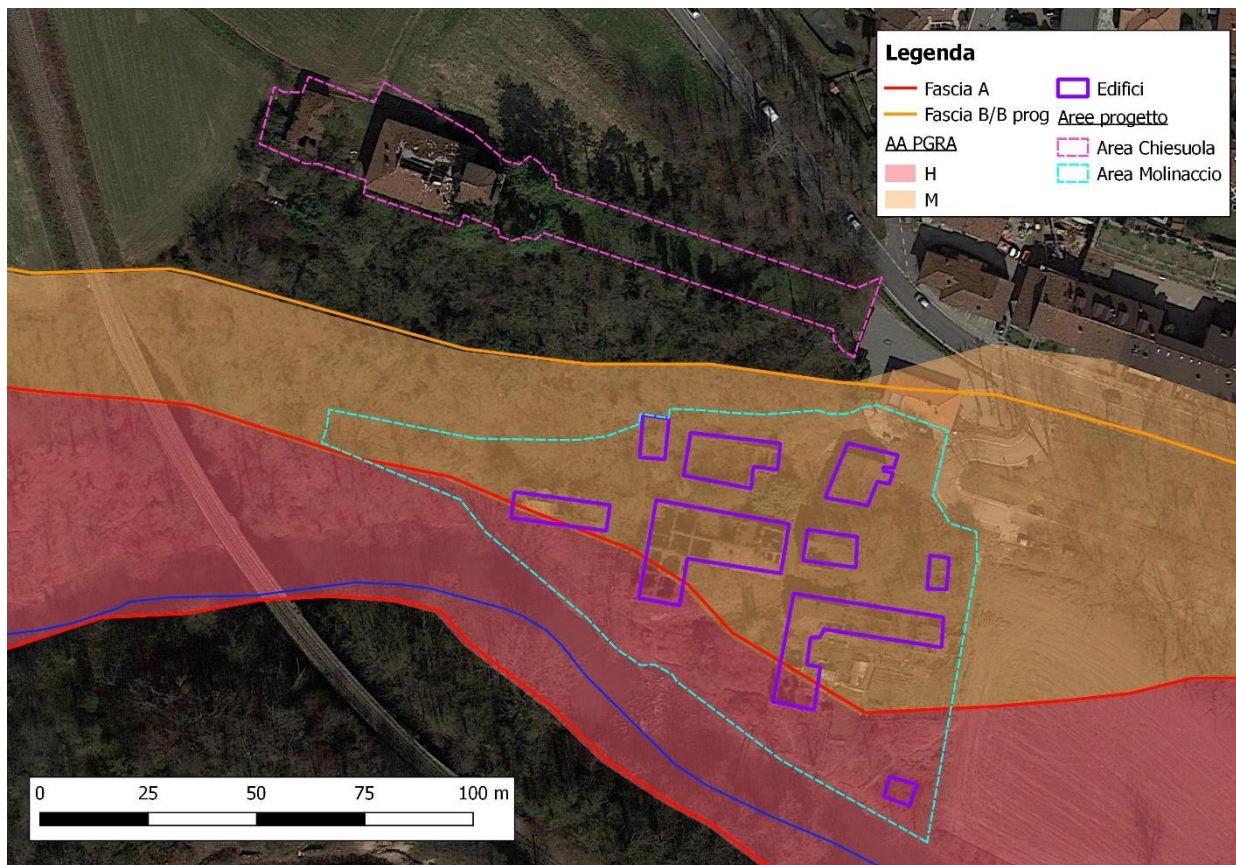 Legenda
Fascia A
Fascia B/B prog
AA PGRA
H
M
Edifici
Aree progetto
Area Chiesuola
Area Molinaccio
0 25 50 75 100 m